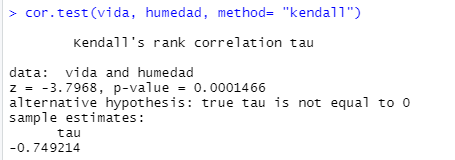 > cor.test(vida, humedad, method= "kendall")
Kendall's rank correlation tau
data:  vida and humedad
z = -3.7968, p-value = 0.0001466
alternative hypothesis: true tau is not equal to 0
sample estimates:
tau
-0.749214